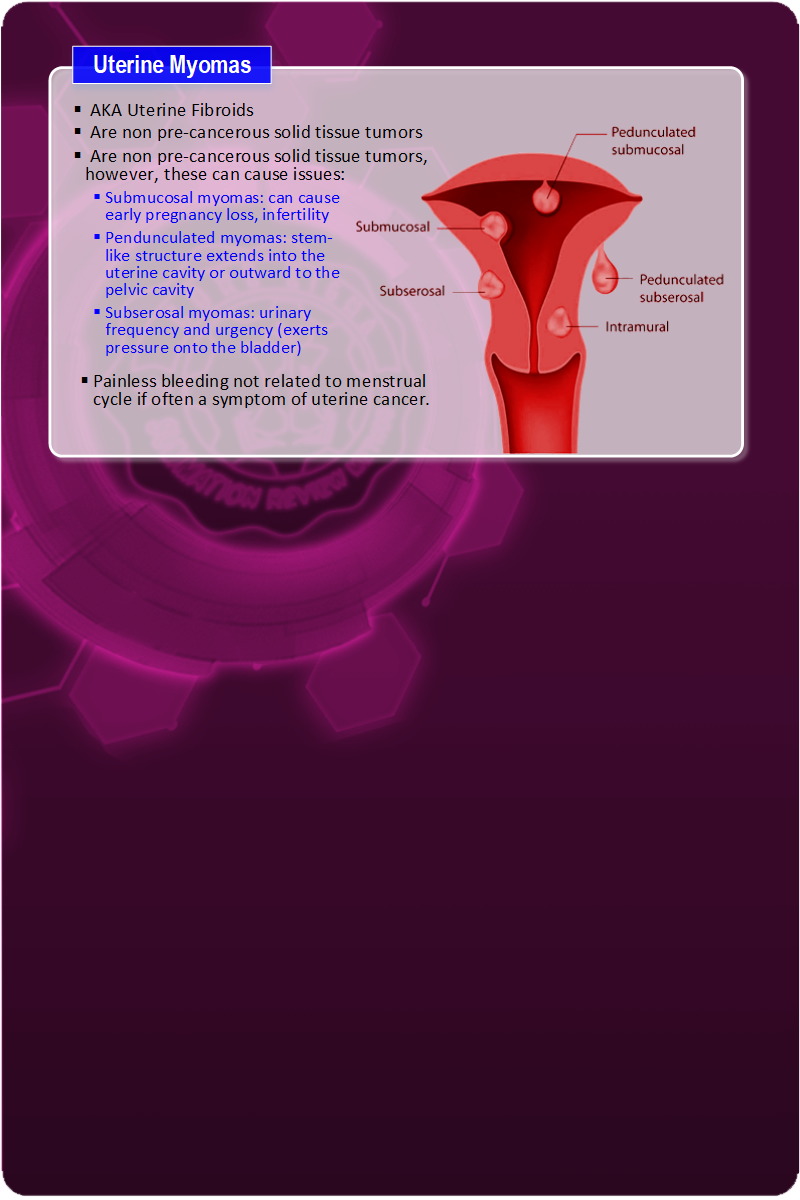 Uterine Myomas
▪ AKA Uterine Fibroids
▪ Are non pre-cancerous solid tissue tumors
▪ Are non pre-cancerous solid tissue tumors,
however, these can cause issues:
▪ Submucosal myomas: can cause
early pregnancy loss, infertility
▪ Pendunculated myomas: stem-
like structure extends into the
uterine cavity or outward to the
pelvic cavity
▪ Subserosal myomas: urinary
frequency and urgency (exerts
pressure onto the bladder)
▪ Painless bleeding not related to menstrual
cycle if often a symptom of uterine cancer.
Pedunculated
submucosal
Submucosal
Subserosal
Pedunculated
subserosal
Intramural
REVIEW